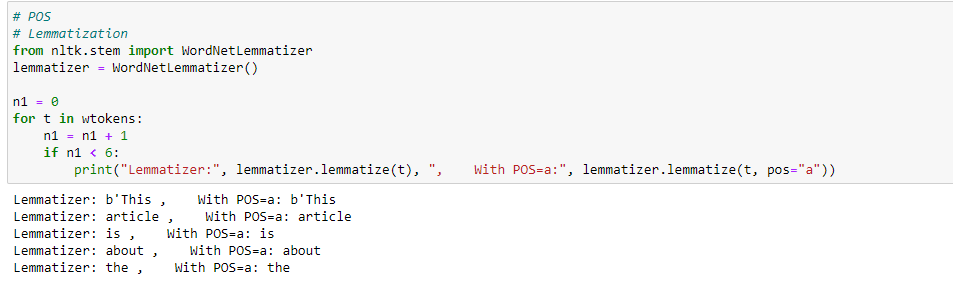 # POS
# Lemmatization
from nltk.stem import WordNetLemmatizer
lemmatizer = WordNetLemmatizer()

n1 = 0
for t in wtokens:
    n1 = n1 + 1
    if n1 < 6:
        print("Lemmatizer:", lemmatizer.lemmatize(t), ",    With POS=a:", lemmatizer.lemmatize(t, pos="a"))
Lemmatizer: b'This ,    With POS=a: b'This
Lemmatizer: article ,    With POS=a: article
Lemmatizer: is ,    With POS=a: is
Lemmatizer: about ,    With POS=a: about
Lemmatizer: the ,    With POS=a: the